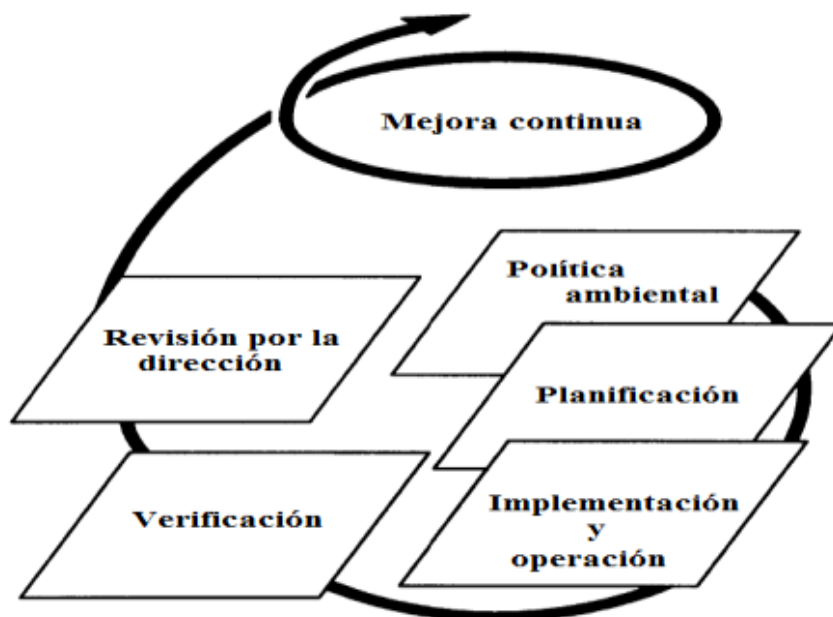 Mejora continua
Política
ambiental
Revisión por la
dirección
Planificación
Verificación
Implementación
y
operación